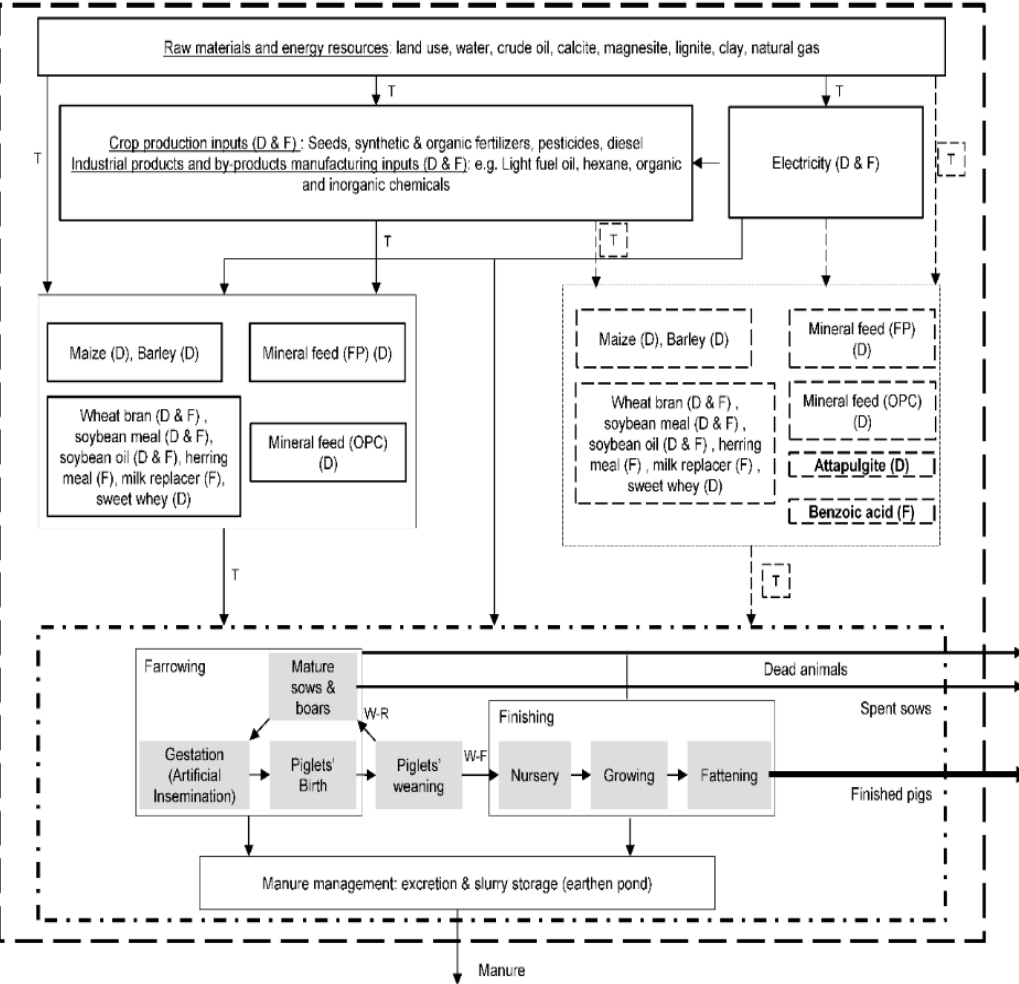 Raw materials and energy resources: land use, water, crude oil, calcite, magnesite, lignite, clay, natural gas
T
T
T
T
Crop production inputs (D & F) : Seeds, synthetic & organic fertilizers, pesticides, diesel
Industrial products and by-products manufacturing inputs (D & F): e.g. Light fuel oil, hexane, organic
and inorganic chemicals
Electricity (D & F)
T
T
Maize (D), Barley (D)
Mineral feed (FP) (D)
Wheat bran (D & F) ,
soybean meal (D & F),
soybean oil (D & F), herring
meal (F), milk replacer (F),
sweet whey (D)
Mineral feed (OPC)
(D)
Maize (D), Barley (D)
Mineral feed (FP)
(D)
Wheat bran (D & F) ,
soybean meal (D & F) ,
soybean oil (D & F) , herring
meal (F) , milk replacer (F) ,
sweet whey (D)
Mineral feed (OPC)
(D)
Attapulgite (D)
Benzoic acid (F)
T
T
Farrowing
Mature
sows &
boars
Dead animals
Spent sows
W-R
Finishing
Gestation
(Artificial
Insemination)
Piglets'
Birth
Piglets'
weaning
W-F
Nursery
Growing
Fattening
Finished pigs
Manure management: excretion & slurry storage (earthen pond)
Manure